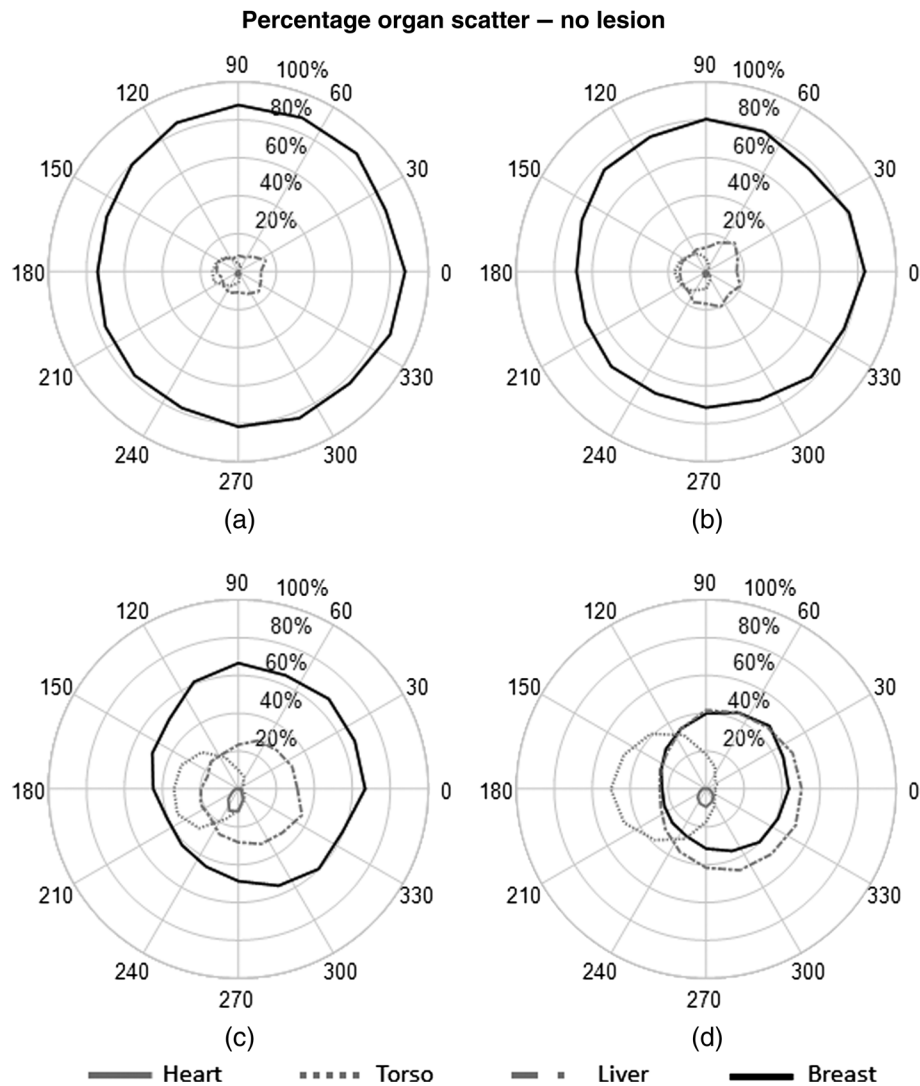 Percentage organ scatter – no lesion
90 100% 90 100%
120 80% 60 120 80% 60
60% 60%
150 40% 30 150 40% 30
20% 20%
180 0 180 0
210 330 210 330
240 300 240 300
270 270
(a) (b)
90 100% 90 100%
120 80% 60 120 80% 60
60% 60%
150 40% 30 150 40% 30
20% 20%
180 0 180 0
210 330 210 330
240 300 240 300
270 270
(c) (d)
Heart Torso Liver Breast